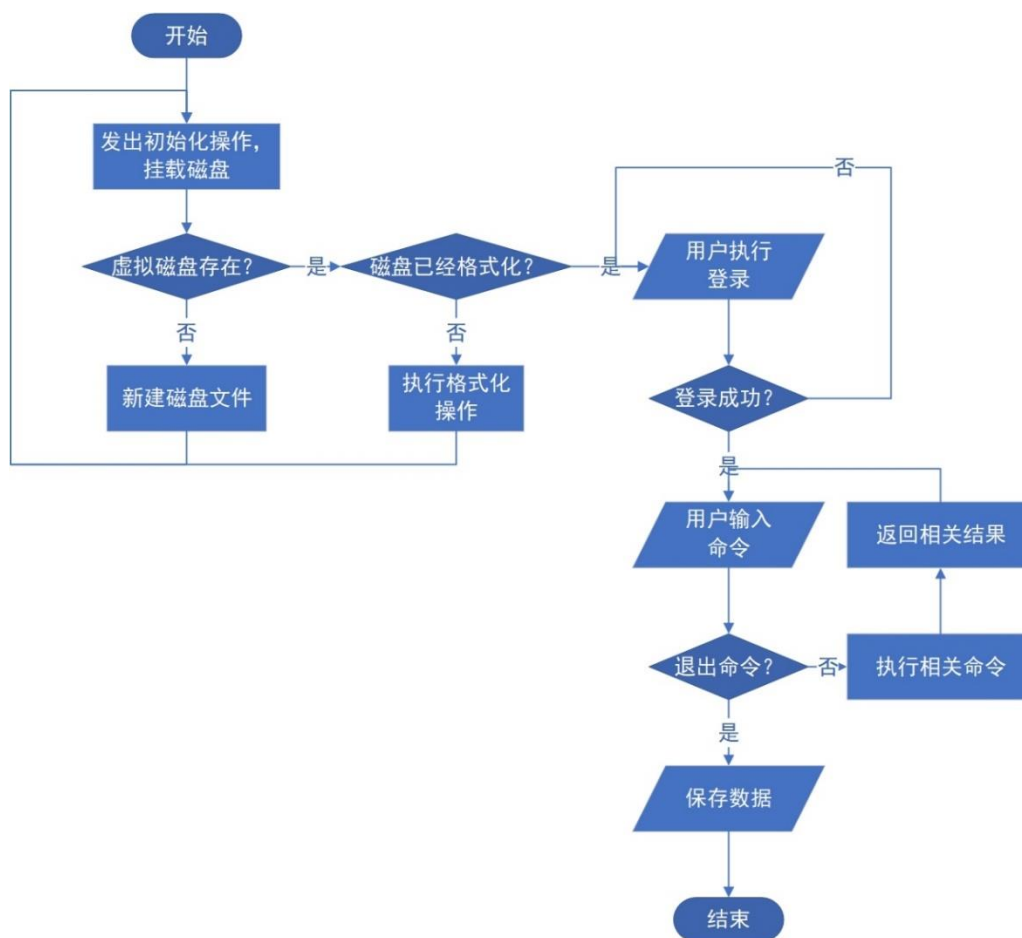 开始
发出初始化操作,
挂载磁盘
否
虚拟磁盘存在?
是
磁盘已经格式化?
是
用户执行
登录
否
否
新建磁盘文件
执行格式化
操作
登录成功?
是
用户输入
命令
返回相关结果
退出命令?
否
执行相关命令
是
保存数据
结束